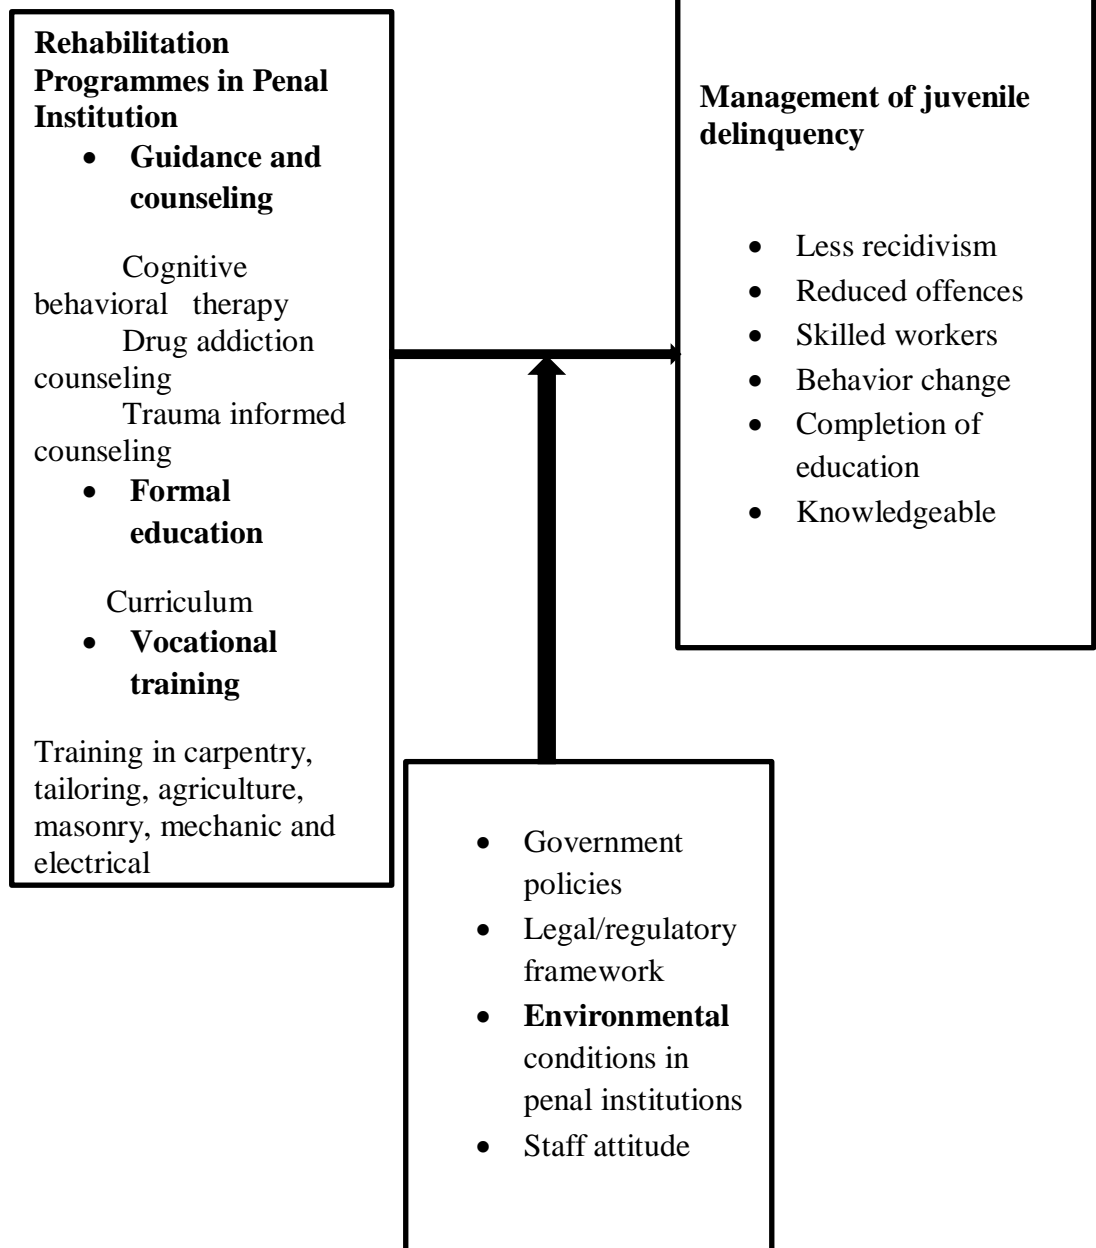 Rehabilitation
Programmes in Penal
Institution
• Guidance and
counseling
Cognitive
behavioral therapy
Drug addiction
counseling
Trauma informed
counseling
• Formal
education
Curriculum
• Vocational
training
Training in carpentry,
tailoring, agriculture,
masonry, mechanic and
electrical
Management of juvenile
delinquency
• Less recidivism
• Reduced offences
• Skilled workers
• Behavior change
• Completion of
education
• Knowledgeable
• Government
policies
• Legal/regulatory
framework
• Environmental
conditions in
penal institutions
• Staff attitude